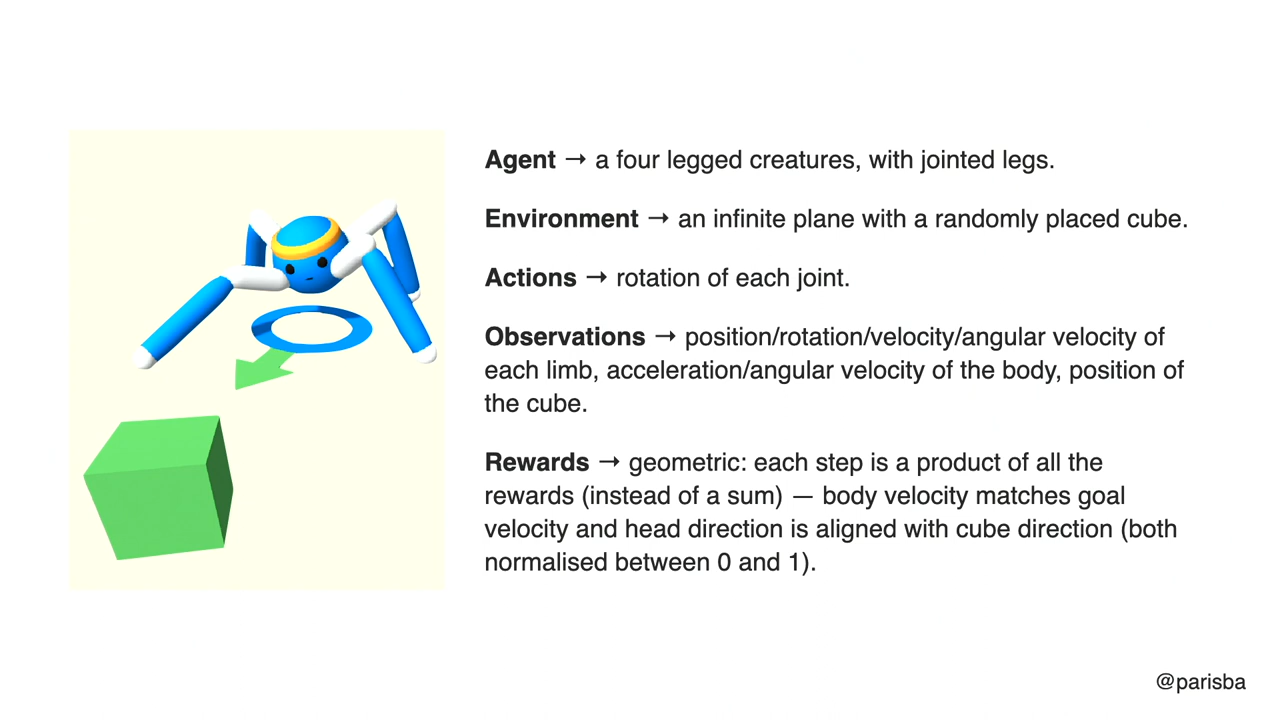 Agent → a four legged creatures, with jointed legs.
Environment → an infinite plane with a randomly placed cube.
Actions → rotation of each joint.
Observations → position/rotation/velocity/angular velocity of
each limb, acceleration/angular velocity of the body, position of
the cube.
Rewards → geometric: each step is a product of all the
rewards (instead of a sum) — body velocity matches goal
velocity and head direction is aligned with cube direction (both
normalised between 0 and 1).
@parisba